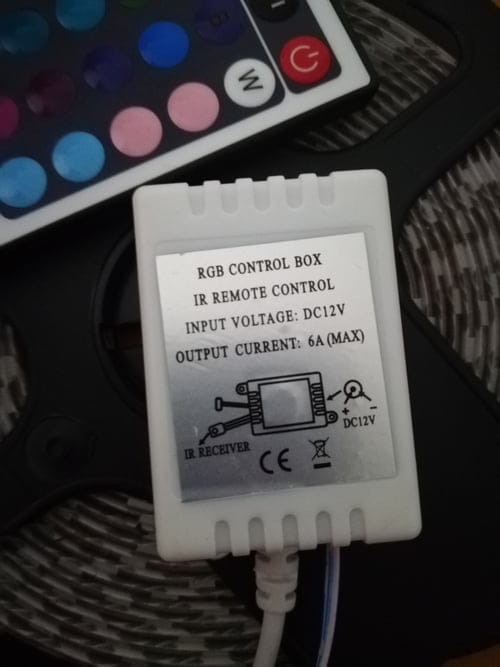 W
RGB CONTROL BOX
IR REMOTE CONTROL
INPUT VOLTAGE: DC12V
OUTPUT CURRENT: 6A(MAX)
+ -
DC12V
IR RECEIVER
CE